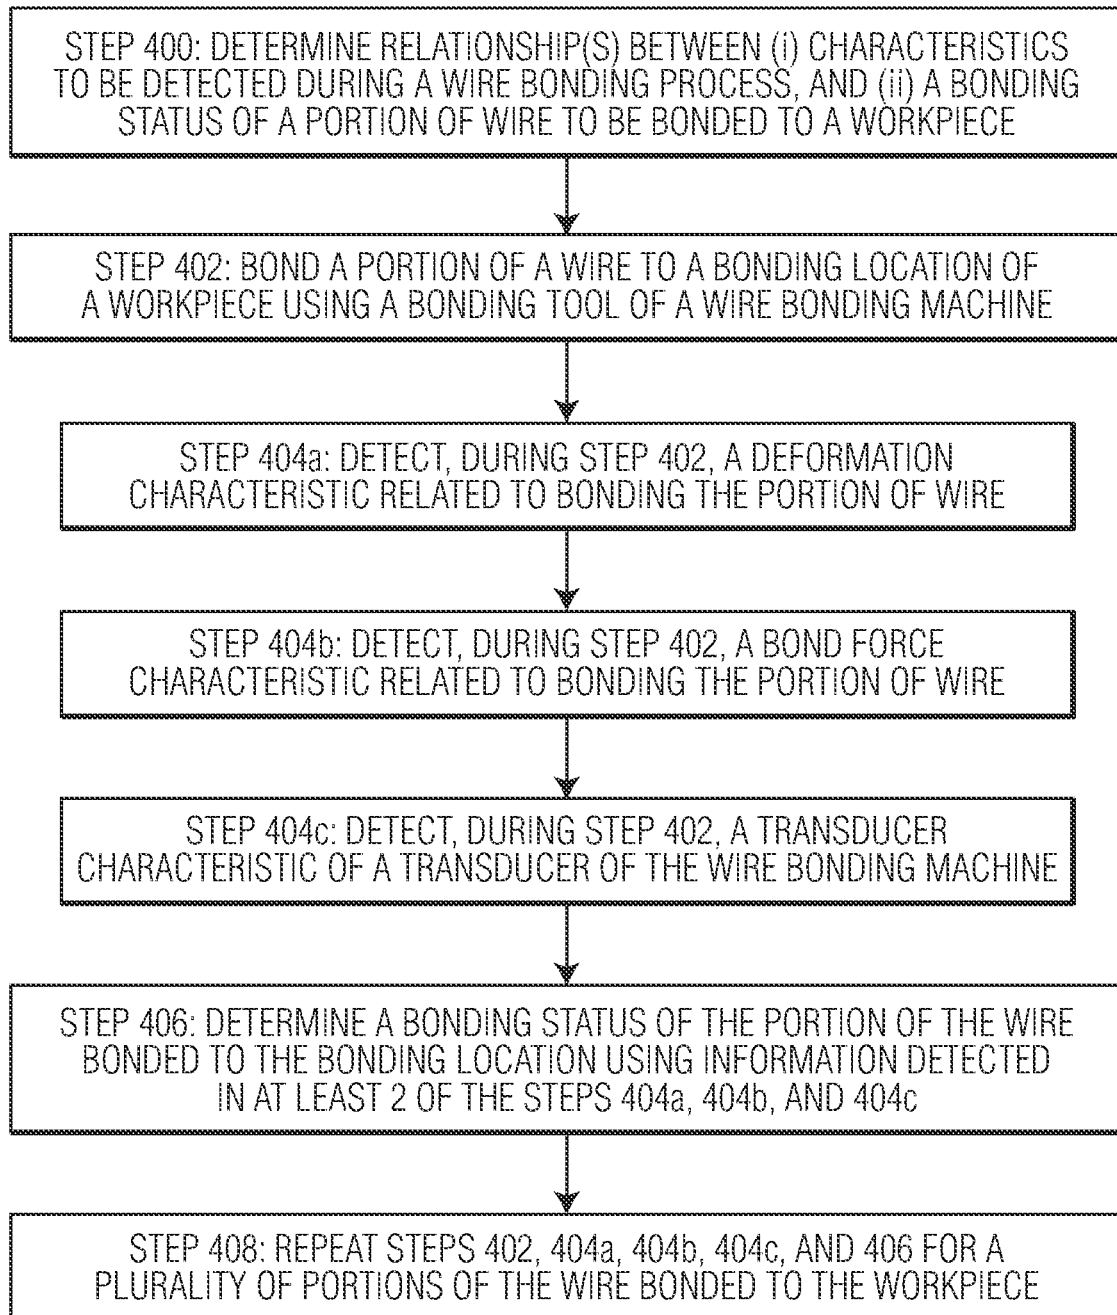 STEP 400: DETERMINE RELATIONSHIP(S) BETWEEN (i) CHARACTERISTICS
TO BE DETECTED DURING A WIRE BONDING PROCESS, AND (ii) A BONDING
STATUS OF A PORTION OF WIRE TO BE BONDED TO A WORKPIECE
STEP 402: BOND A PORTION OF A WIRE TO A BONDING LOCATION OF
A WORKPIECE USING A BONDING TOOL OF A WIRE BONDING MACHINE
STEP 404a: DETECT, DURING STEP 402, A DEFORMATION
CHARACTERISTIC RELATED TO BONDING THE PORTION OF WIRE
STEP 404b: DETECT, DURING STEP 402, A BOND FORCE
CHARACTERISTIC RELATED TO BONDING THE PORTION OF WIRE
STEP 404c: DETECT, DURING STEP 402, A TRANSDUCER
CHARACTERISTIC OF A TRANSDUCER OF THE WIRE BONDING MACHINE
STEP 406: DETERMINE A BONDING STATUS OF THE PORTION OF THE WIRE
BONDED TO THE BONDING LOCATION USING INFORMATION DETECTED
IN AT LEAST 2 OF THE STEPS 404a, 404b, AND 404c
STEP 408: REPEAT STEPS 402, 404a, 404b, 404c, AND 406 FOR A
PLURALITY OF PORTIONS OF THE WIRE BONDED TO THE WORKPIECE